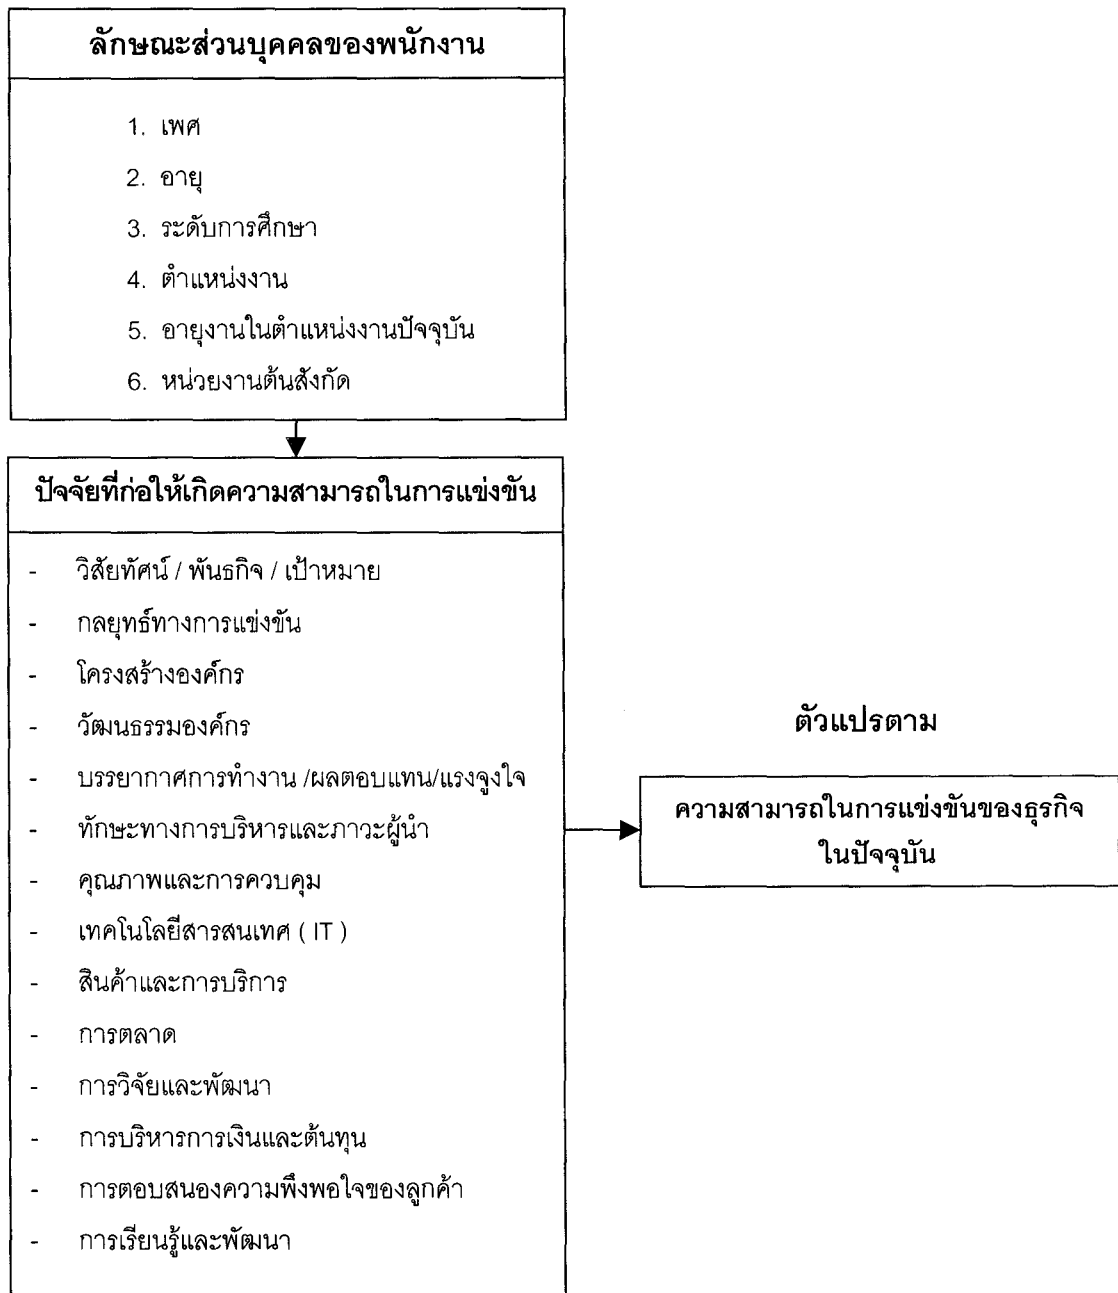 ลักษณะส่วนบุคคลของพนักงาน
1. เพศ
2. อายุ
3. ระดับการศึกษา
4. ตำแหน่งงาน
5. อายุงานในตำแหน่งงานปัจจุบัน
6. หน่วยงานต้นสังกัด
ปัจจัยที่ก่อให้เกิดความสามารถในการแข่งขัน
- วิสัยทัศน์ / พันธกิจ / เป้าหมาย
- กลยุทธ์ทางการแข่งขัน
- โครงสร้างองค์กร
- วัฒนธรรมองค์กร
- บรรยากาศการทำงาน /ผลตอบแทน/แรงจูงใจ
- ทักษะทางการบริหารและภาวะผู้นำ
- คุณภาพและการควบคุม
- เทคโนโลยีสารสนเทศ ( IT )
- สินค้าและการบริการ
- การตลาด
- การวิจัยและพัฒนา
- การบริหารการเงินและต้นทุน
- การตอบสนองความพึงพอใจของลูกค้า
- การเรียนรู้และพัฒนา
ตัวแปรตาม
ความสามารถในการแข่งขันของธุรกิจ
ในปัจจุบัน